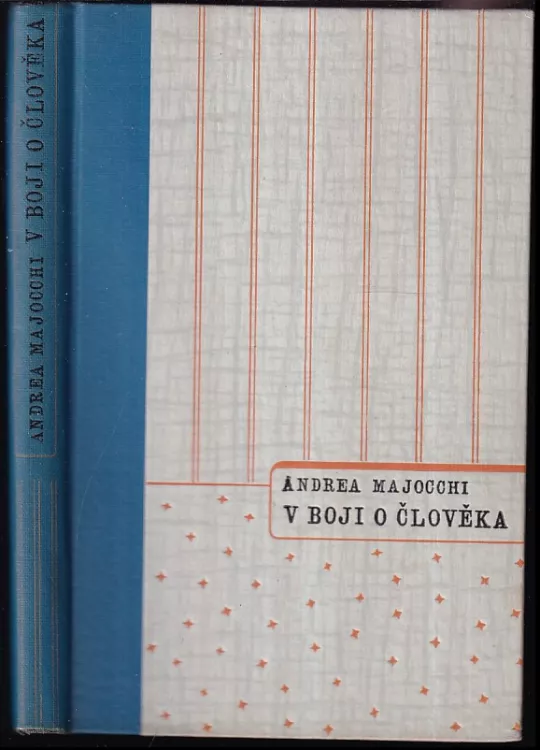 ANDREA MAJOCCHI V BOJI O ČLOVĚKA
ANDREA MAJOCCHI
V BOJI O ČLOVĚKA